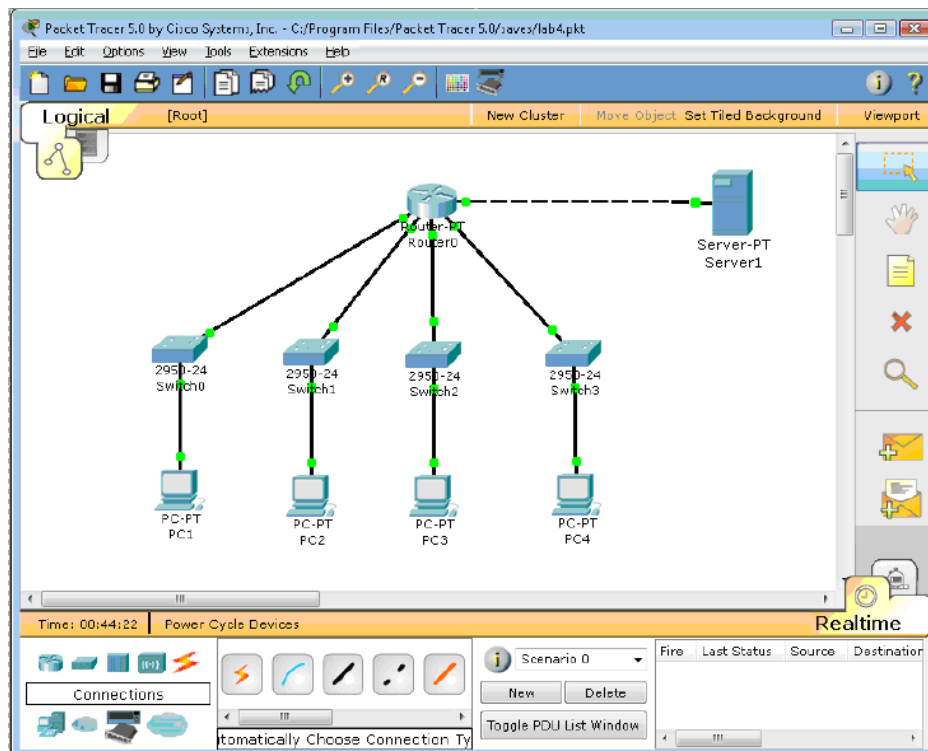 Packet Tracer 5.0 by Cisco Systems, Inc. - C:/Program Files/Packet Tracer 5.0/saves/lab4.pkt
File Edit Options View Tools Extensions Help
Logical [Root] New Cluster Move Object Set Tiled Background Viewport
Router-PT
Router0
Server-PT
Server1
2950-24
Switch0
2950-24
Switch1
2950-24
Switch2
2950-24
Switch3
PC-PT
PC1
PC-PT
PC2
PC-PT
PC3
PC-PT
PC4
Time: 00:44:22 Power Cycle Devices Realtime
Connections
utomatically Choose Connection Ty
Scenario 0
New Delete
Toggle PDU List Window
Fire Last Status Source Destination